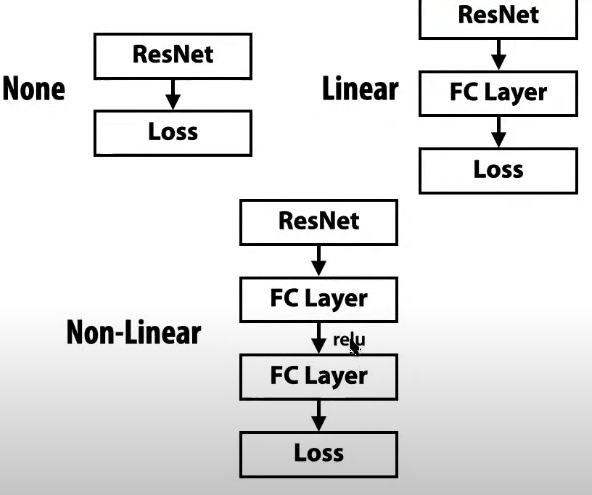 None
ResNet
Loss
Linear
ResNet
FC Layer
Loss
Non-Linear
ResNet
FC Layer
relu
FC Layer
Loss